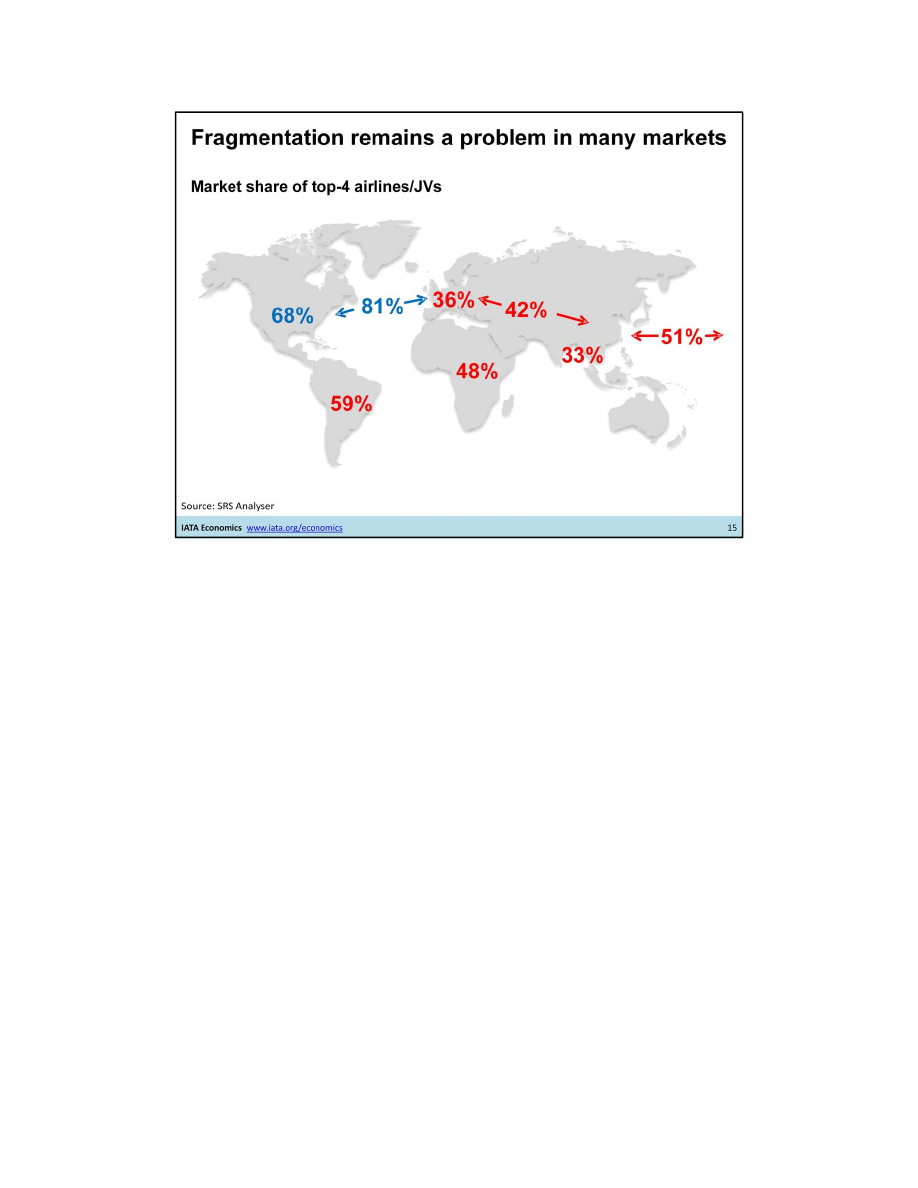 Fragmentation remains a problem in many markets
Market share of top-4 airlines/JVs
68%
81%
36%
42%
51%
33%
48%
59%
Source: SRS Analyser
IATA Economics www.iata.org/economics
15